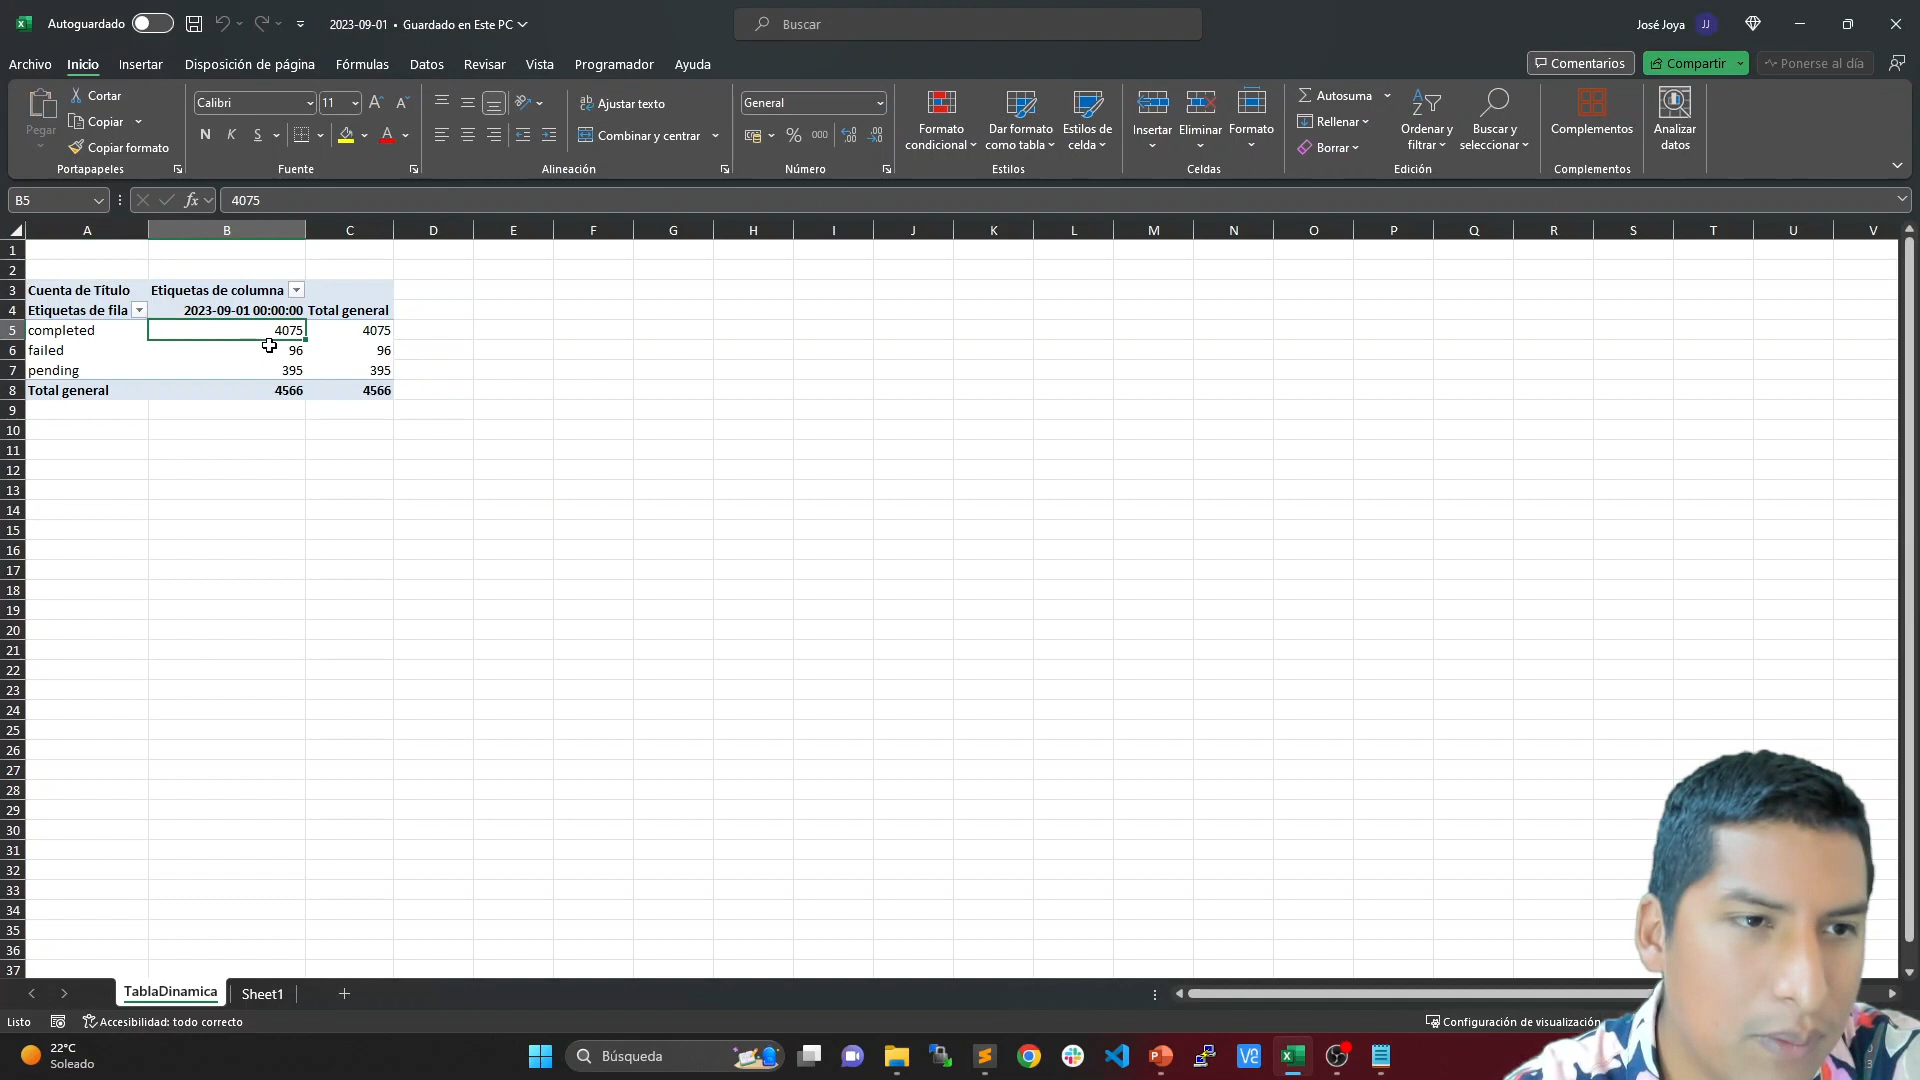 Autoguardado 2023-09-01 • Guardado en Este PC Buscar José Joya JJ
Archivo Inicio Insertar Disposición de página Fórmulas Datos Revisar Vista Programador Ayuda Comentarios Compartir Ponerse al día
Pegar Cortar Copiar Copiar formato Portapapeles
Calibri 11 N K S Fuente
Ajustar texto Combinar y centrar Alineación
General % 000 Número
Formato condicional Dar formato como tabla Estilos de celda Estilos
Insertar Eliminar Formato Celdas
Autosuma Rellenar Borrar Ordenar y filtrar Buscar y seleccionar Edición
Complementos Complementos
Analizar datos
B5 fx 4075
A B C D E F G H I J K L M N O P Q R S T U V
1
2
3 Cuenta de Título Etiquetas de columna
4 Etiquetas de fila 2023-09-01 00:00:00 Total general
5 completed 4075 4075
6 failed 96 96
7 pending 395 395
8 Total general 4566 4566
9
10
11
12
13
14
15
16
17
18
19
20
21
22
23
24
25
26
27
28
29
30
31
32
33
34
35
36
37
TablaDinamica Sheet1
Listo Accesibilidad: todo correcto Configuración de visualización
22°C
Soleado
Búsqueda